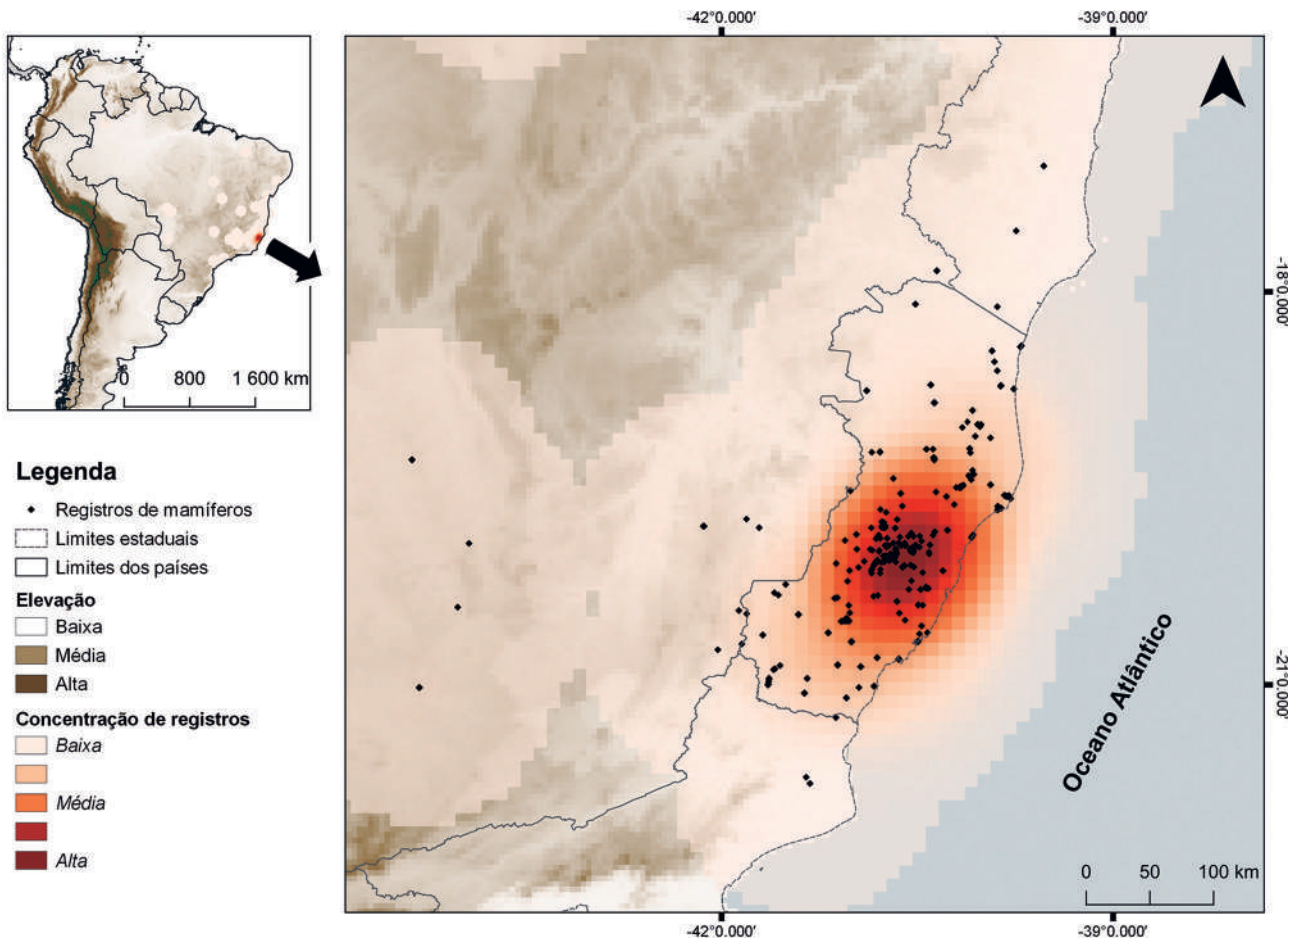 -42°0.000'
-39°0.000'
0
800
1 600 km
-18°0.000'
Legenda
Registros de mamíferos
Limites estaduais
Limites dos países
Elevação
Baixa
Média
Alta
Concentração de registros
Baixa
Média
Alta
-21°0.000'
Oceano Atlântico
0
50
100 km
-42°0.000'
-39°0.000'